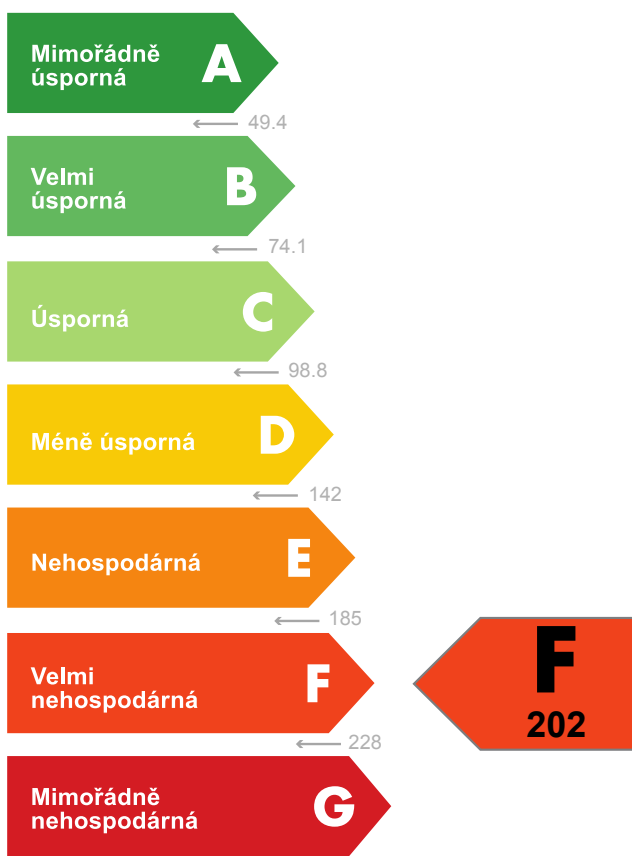 Mimořádně
úsporná
A
49.4
Velmi
úsporná
B
74.1
Úsporná
C
98.8
Méně úsporná
D
142
Nehospodárná
E
185
Velmi
nehospodárná
F
F
202
228
Mimořádně
nehospodárná
G